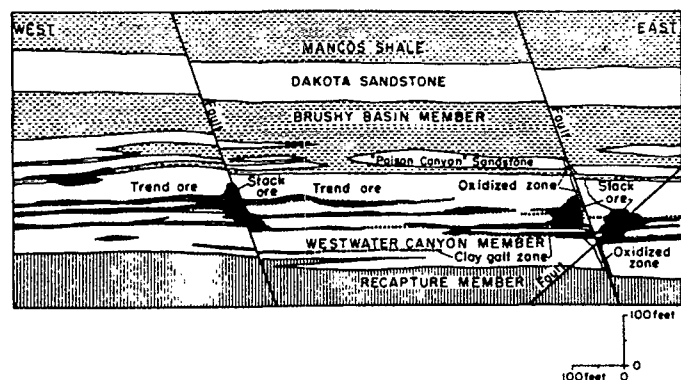 WEST
EAST
MANCOS SHALE
DAKOTA SANDSTONE
Fault
Fault
BRUSHY BASIN MEMBER
"Poison Canyon" Sandstone
Trend ore
Stack
ore
Trend ore
Oxidized zone
Stack
ore
WESTWATER CANYON MEMBER
Clay gall zone
Oxidized
zone
Fault
RECAPTURE MEMBER
100 feet
0
100 feet 0